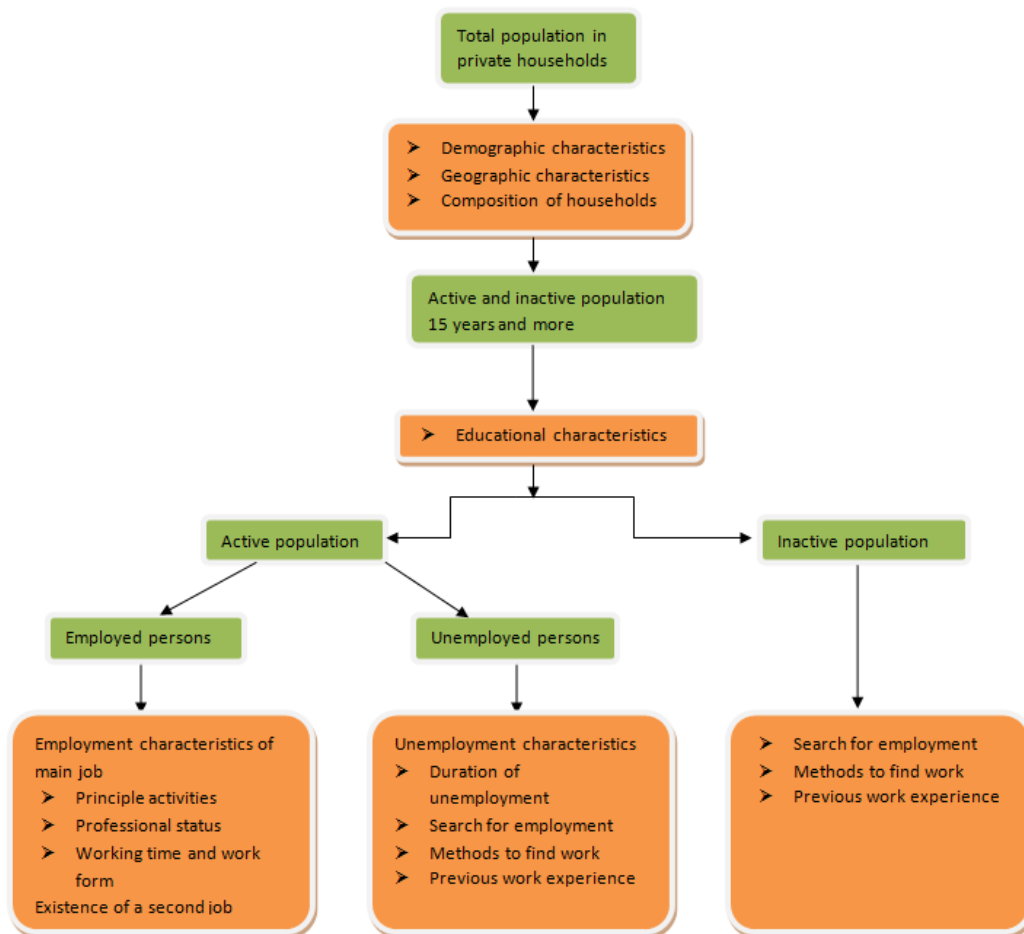 Total population in
private households
➤ Demographic characteristics
➤ Geographic characteristics
➤ Composition of households
Active and inactive population
15 years and more
➤ Educational characteristics
Active population
Inactive population
Employed persons
Unemployed persons
Employment characteristics of
main job
➤ Principle activities
➤ Professional status
➤ Working time and work
form
Existence of a second job
Unemployment characteristics
➤ Duration of
unemployment
➤ Search for employment
➤ Methods to find work
➤ Previous work experience
➤ Search for employment
➤ Methods to find work
➤ Previous work experience